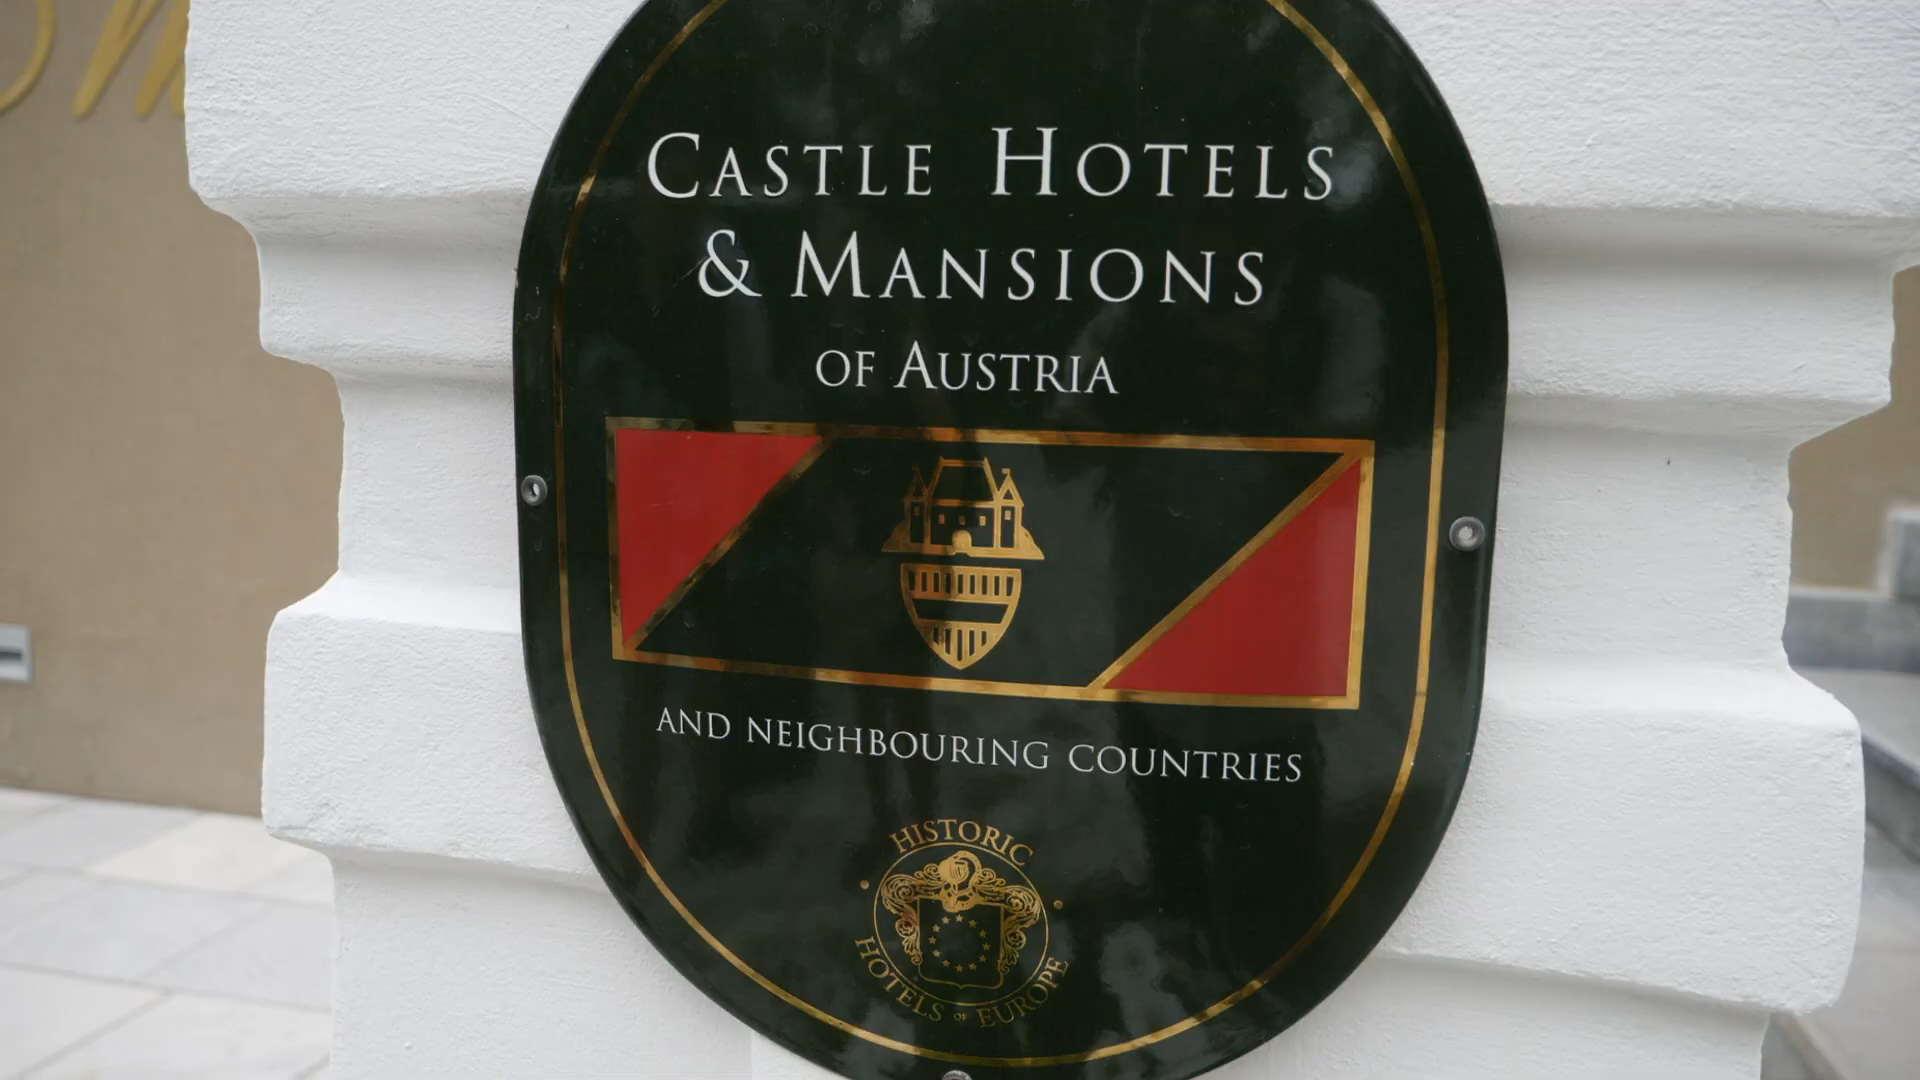 CASTLE HOTELS
& MANSIONS
OF AUSTRIA
AND NEIGHBOURING COUNTRIES
HISTORIC
HOTELS OF EUROPE